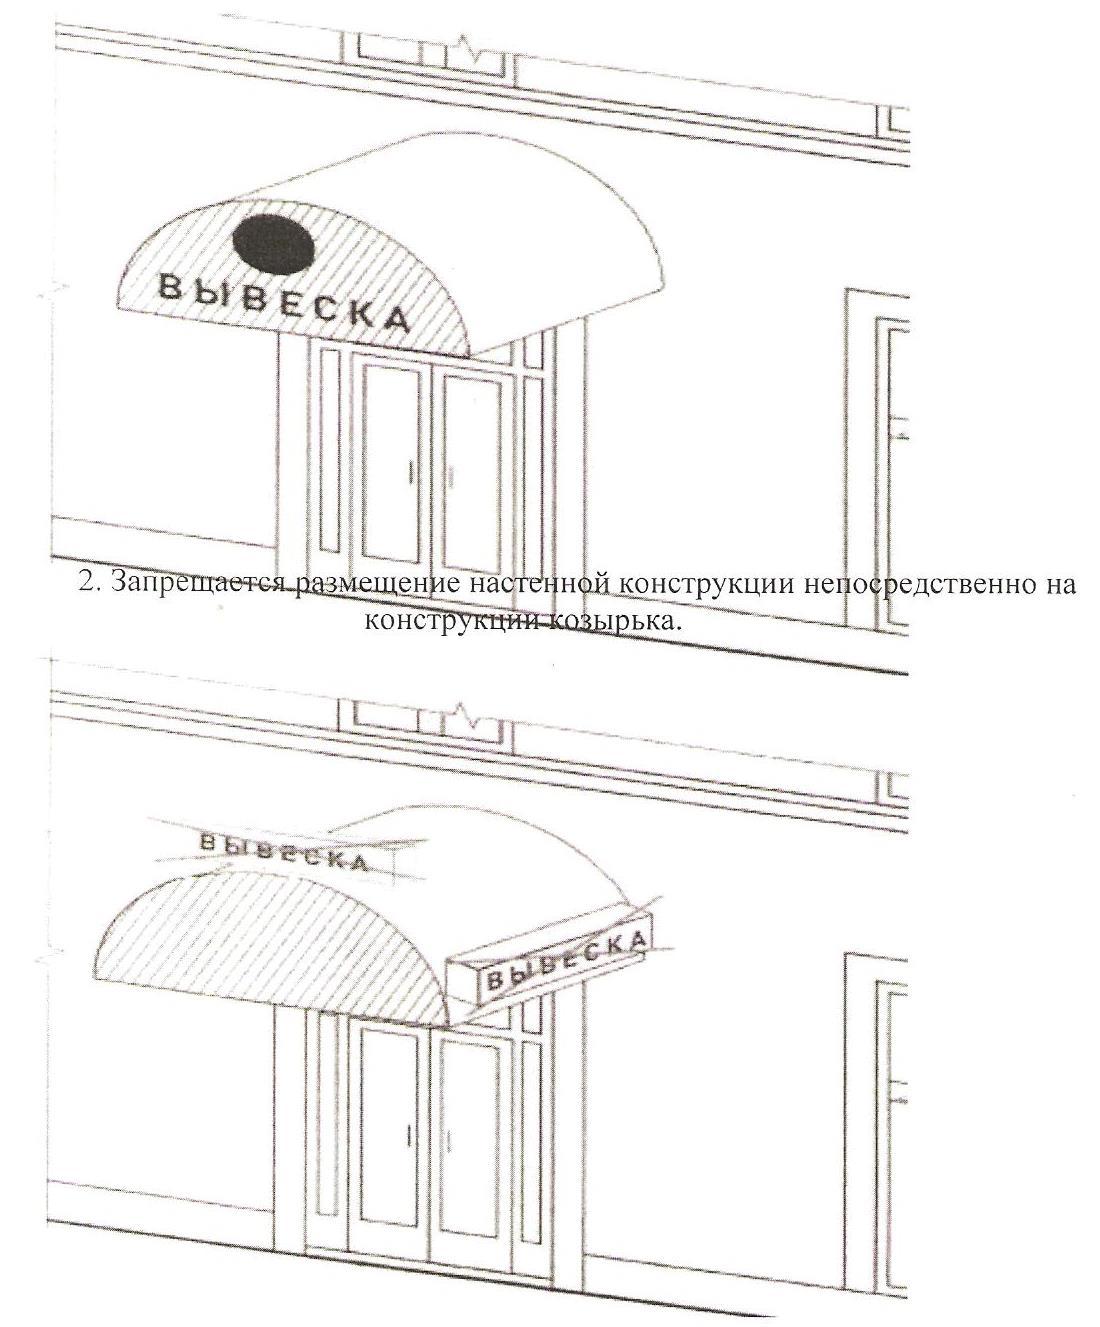 ВЫВЕСКА
2. Запрещается размещение настенной конструкции непосредственно на
конструкции козырька.
ВЫВЕСКА
ВЫВЕСКА